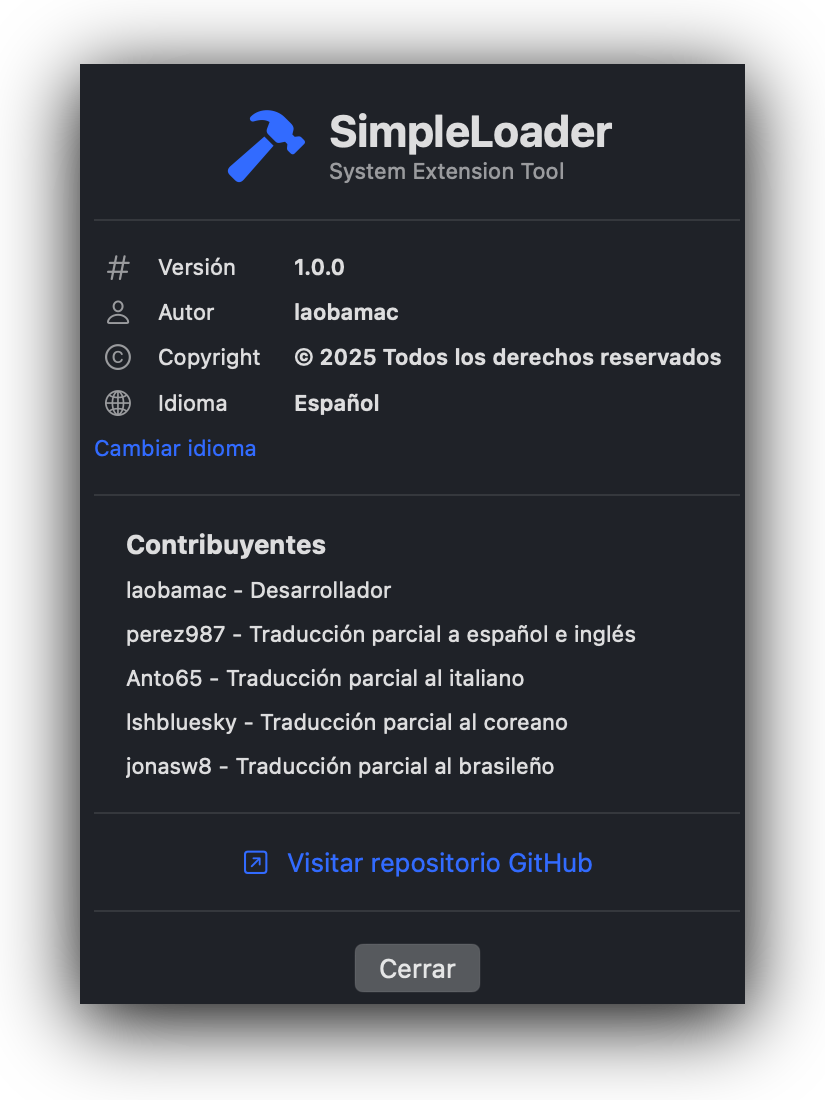 SimpleLoader
System Extension Tool
Versión 1.0.0
Autor laobamac
Copyright © 2025 Todos los derechos reservados
Idioma Español
Cambiar idioma
Contribuyentes
laobamac - Desarrollador
perez987 - Traducción parcial a español e inglés
Anto65 - Traducción parcial al italiano
lshbluesky - Traducción parcial al coreano
jonasw8 - Traducción parcial al brasileño
Visitar repositorio GitHub
Cerrar